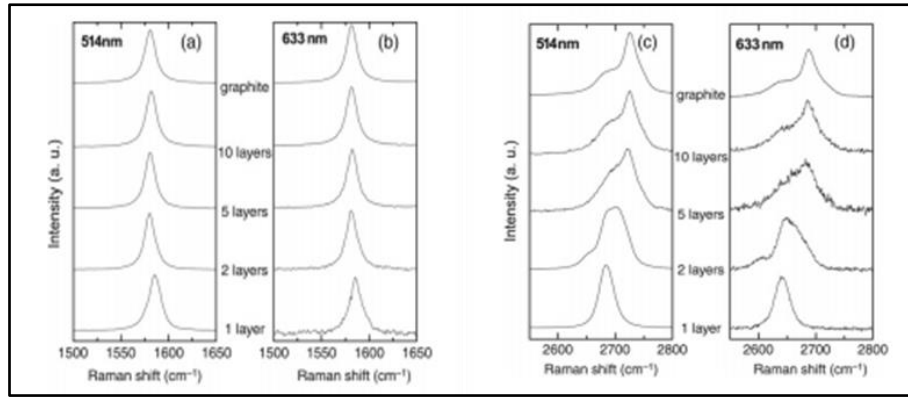 514nm (a)
633 nm (b)
514nm (c)
633 nm (d)
graphite
10 layers
5 layers
2 layers
1 layer
graphite
10 layers
5 layers
2 layers
1 layer
Intensity (a. u.)
Intensity (a. u.)
1500 1550 1600 1650
1500 1550 1600 1650
2600 2700 2800
2600 2700 2800
Raman shift (cm⁻¹)
Raman shift (cm⁻¹)
Raman shift (cm⁻¹)
Raman shift (cm⁻¹)